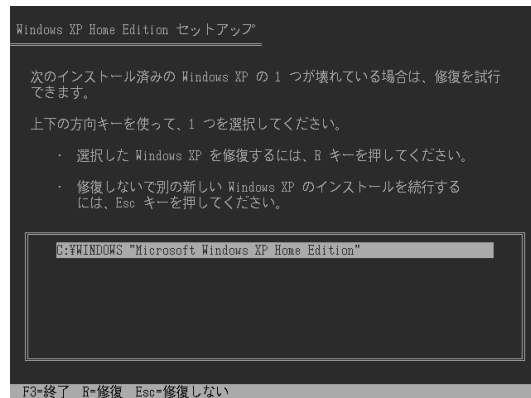 Windows XP Home Edition セットアップ
次のインストール済みの Windows XP の 1 つが壊れている場合は、修復を試行
できます。
上下の方向キーを使って、1 つを選択してください。
・ 選択した Windows XP を修復するには、R キーを押してください。
・ 修復しないで別の新しい Windows XP のインストールを続行する
には、Esc キーを押してください。
C:¥WINDOWS "Microsoft Windows XP Home Edition"
F3=終了 R=修復 Esc=修復しない